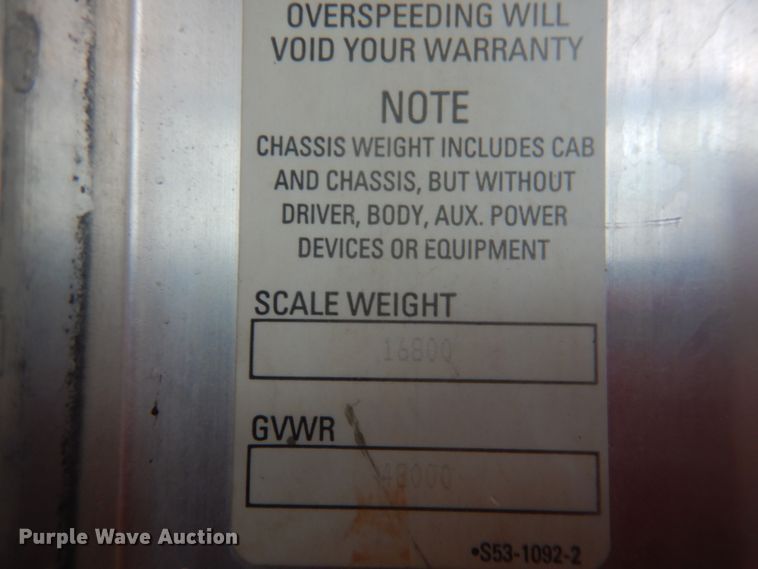 OVERSPEEDING WILL
VOID YOUR WARRANTY
NOTE
CHASSIS WEIGHT INCLUDES CAB
AND CHASSIS, BUT WITHOUT
DRIVER, BODY, AUX. POWER
DEVICES OR EQUIPMENT
SCALE WEIGHT
16800
GVWR
48000
•S53-1092-2
Purple Wave Auction